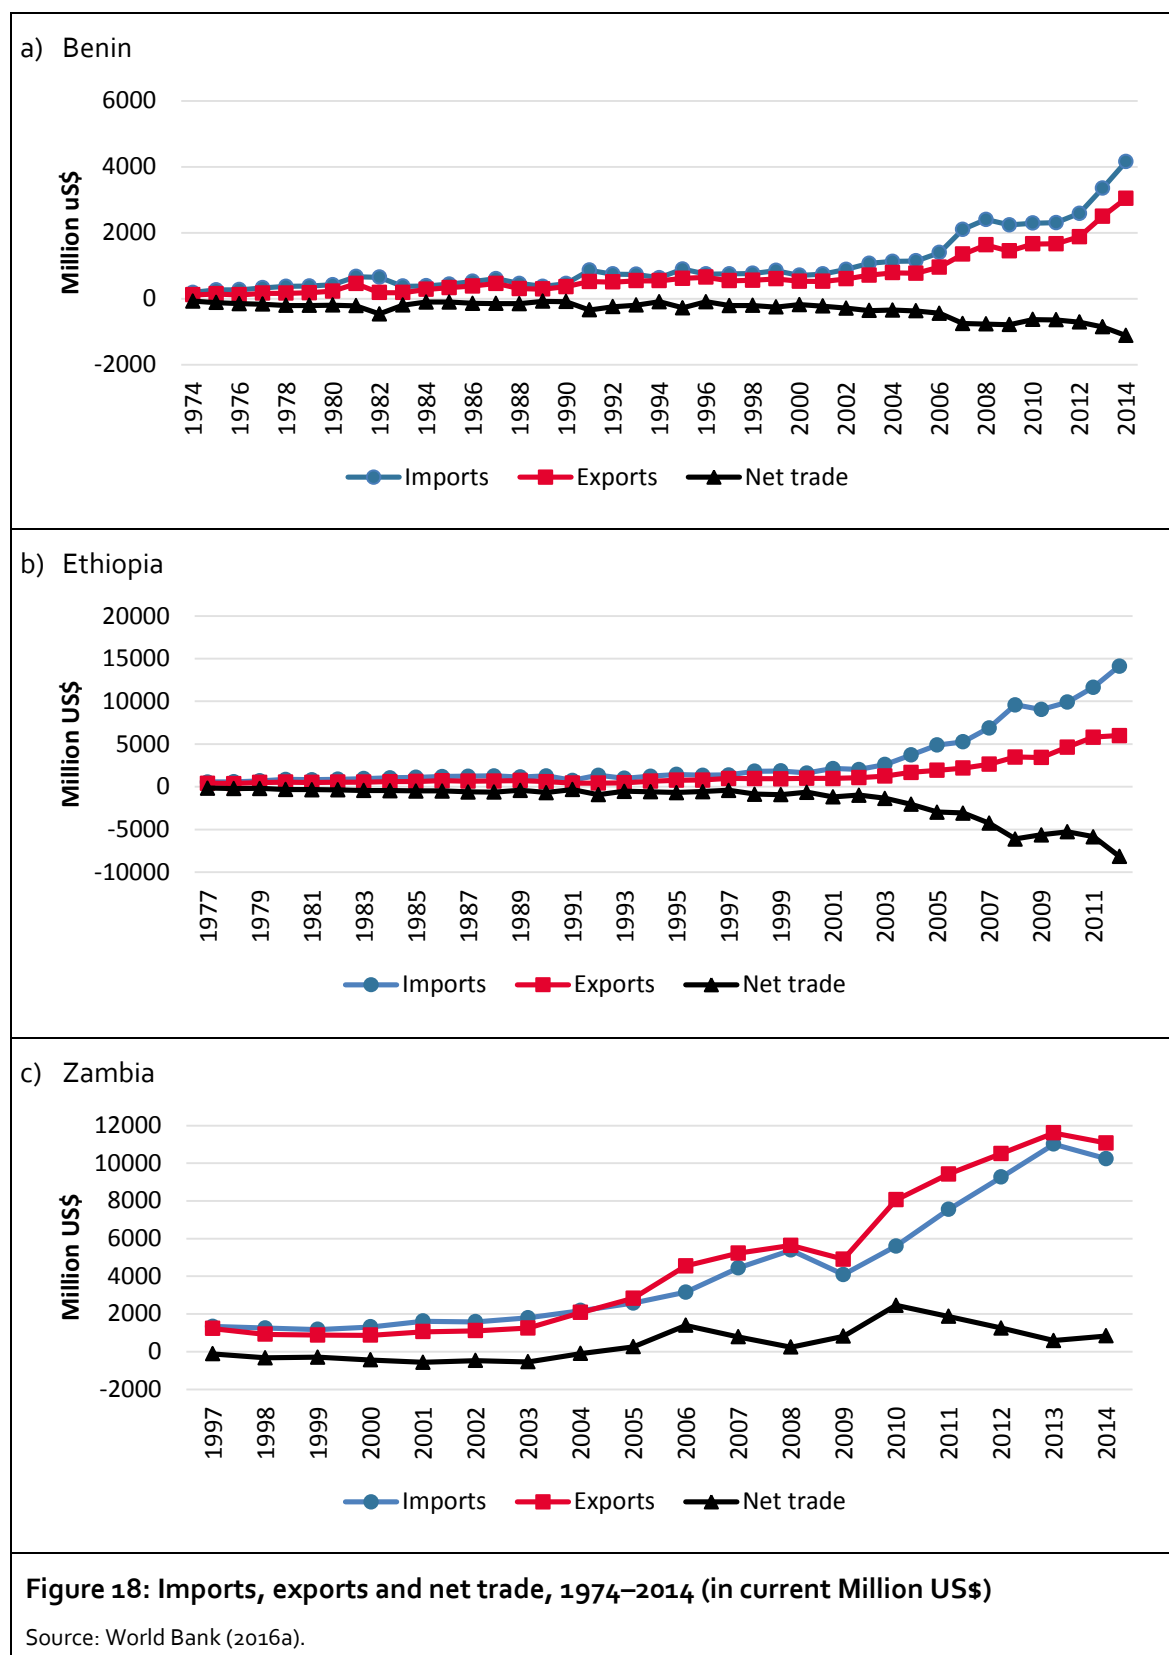 a) Benin
6000
4000
2000
0
-2000
Million uS$
1974 1976 1978 1980 1982 1984 1986 1988 1990 1992 1994 1996 1998 2000 2002 2004 2006 2008 2010 2012 2014
Imports Exports Net trade
b) Ethiopia
20000
15000
10000
5000
0
-5000
-10000
Million US$
1977 1979 1981 1983 1985 1987 1989 1991 1993 1995 1997 1999 2001 2003 2005 2007 2009 2011
Imports Exports Net trade
c) Zambia
12000
10000
8000
6000
4000
2000
0
-2000
Million US$
1997 1998 1999 2000 2001 2002 2003 2004 2005 2006 2007 2008 2009 2010 2011 2012 2013 2014
Imports Exports Net trade
Figure 18: Imports, exports and net trade, 1974–2014 (in current Million US$)
Source: World Bank (2016a).